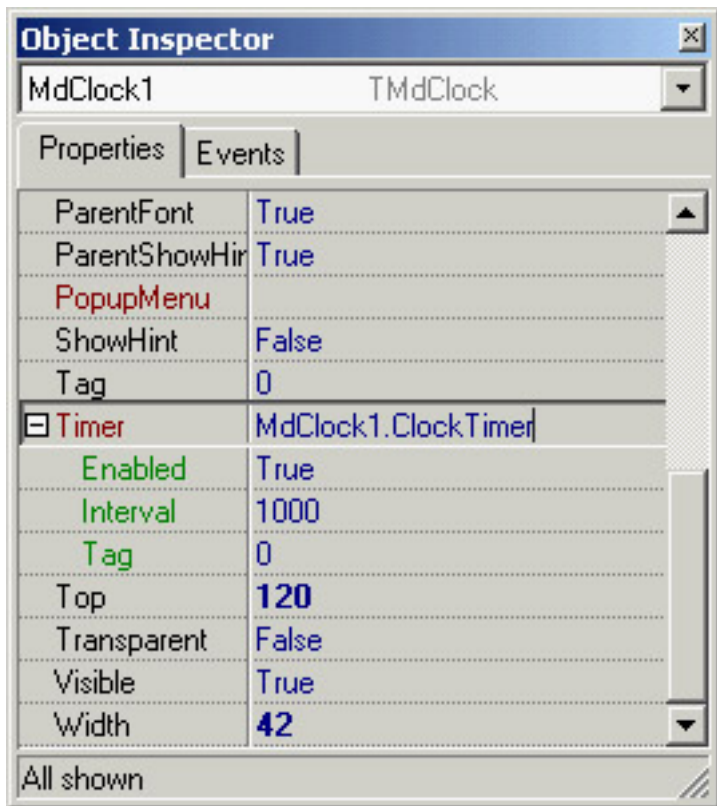 Object Inspector
MdClock1 TMdClock
Properties Events
ParentFont True
ParentShowHir True
PopupMenu
ShowHint False
Tag 0
Timer MdClock1.ClockTimer
Enabled True
Interval 1000
Tag 0
Top 120
Transparent False
Visible True
Width 42
All shown